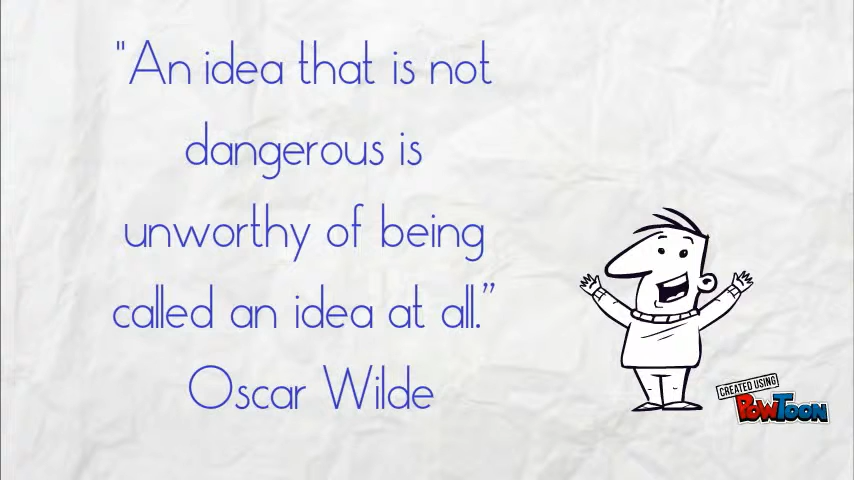 "An idea that is not
dangerous is
unworthy of being
called an idea at all.”
Oscar Wilde
CREATED USING
PowToon